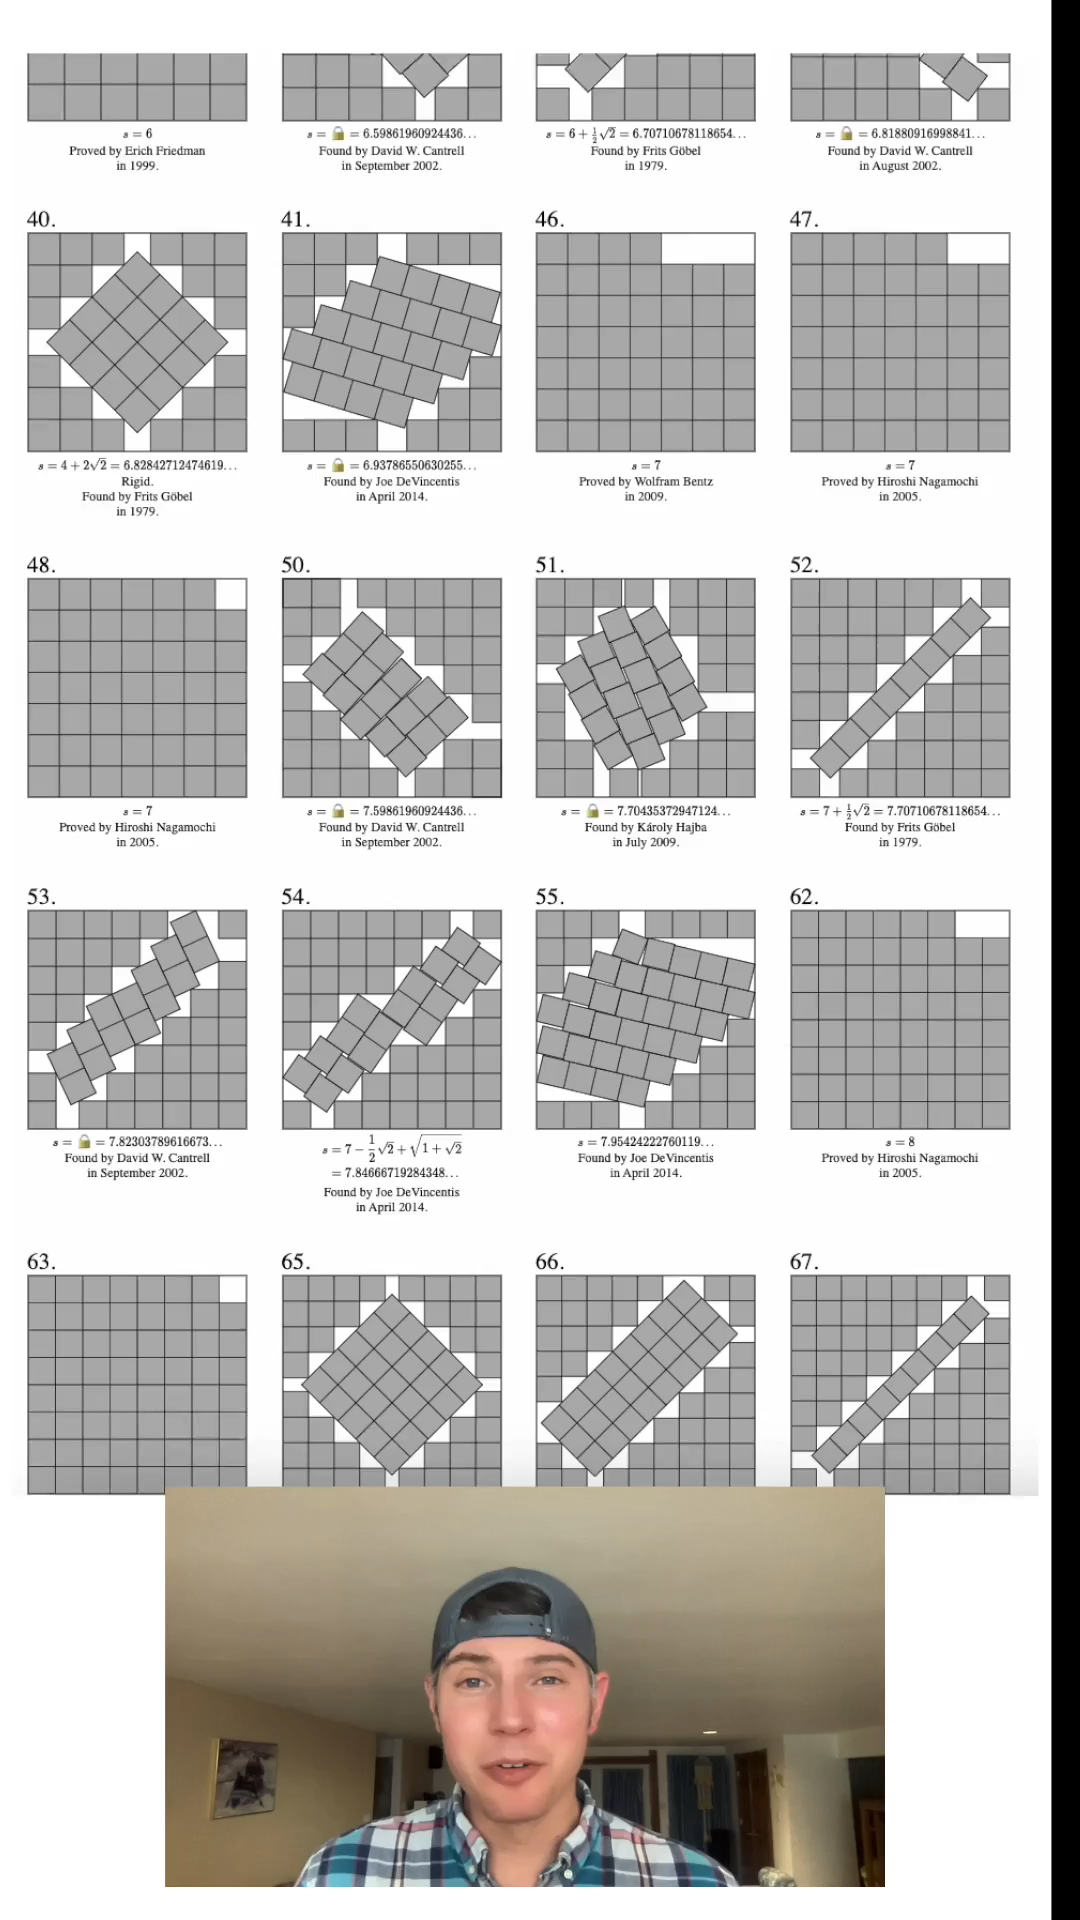 s = 6
Proved by Erich Friedman
in 1999.
s = 🔒 = 6.59861960924436...
Found by David W. Cantrell
in September 2002.
s = 6 + ½√2 = 6.70710678118654...
Found by Frits Göbel
in 1979.
s = 🔒 = 6.81880916998841...
Found by David W. Cantrell
in August 2002.
40.
41.
46.
47.
s = 4 + 2√2 = 6.82842712474619...
Rigid.
Found by Frits Göbel
in 1979.
s = 🔒 = 6.93786550630255...
Found by Joe DeVincentis
in April 2014.
s = 7
Proved by Wolfram Bentz
in 2009.
s = 7
Proved by Hiroshi Nagamochi
in 2005.
48.
50.
51.
52.
s = 7
Proved by Hiroshi Nagamochi
in 2005.
s = 🔒 = 7.59861960924436...
Found by David W. Cantrell
in September 2002.
s = 🔒 = 7.70435372947124...
Found by Károly Hajba
in July 2009.
s = 7 + ½√2 = 7.70710678118654...
Found by Frits Göbel
in 1979.
53.
54.
55.
62.
s = 🔒 = 7.82303789616673...
Found by David W. Cantrell
in September 2002.
s = 7 − ½√2 + √(1 + √2)
= 7.84666719284348...
Found by Joe DeVincentis
in April 2014.
s = 7.95424222760119...
Found by Joe DeVincentis
in April 2014.
s = 8
Proved by Hiroshi Nagamochi
in 2005.
63.
65.
66.
67.